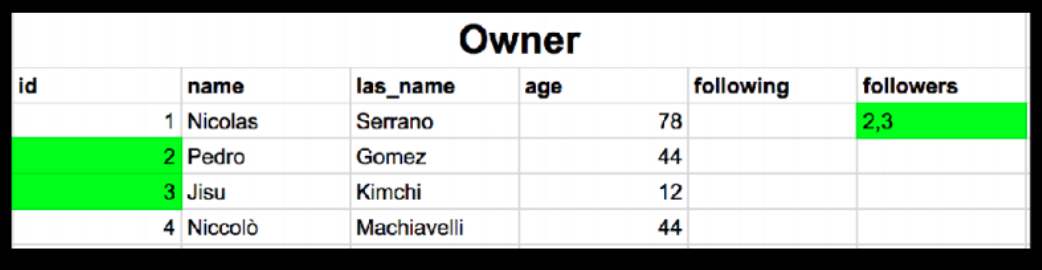 Owner
id name las_name age following followers
1 Nicolas Serrano 78 2,3
2 Pedro Gomez 44
3 Jisu Kimchi 12
4 Niccolò Machiavelli 44